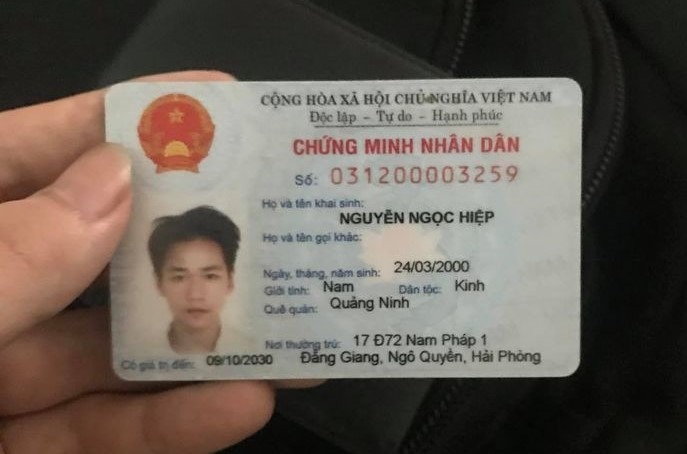 CỘNG HÒA XÃ HỘI CHỦ NGHĨA VIỆT NAM
Độc lập – Tự do – Hạnh phúc
CHỨNG MINH NHÂN DÂN
Số: 031200003259
Họ và tên khai sinh:
NGUYỄN NGỌC HIỆP
Họ và tên gọi khác:
Ngày, tháng, năm sinh: 24/03/2000
Giới tính: Nam Dân tộc: Kinh
Quê quán: Quảng Ninh
Nơi thường trú: 17 Đ72 Nam Pháp 1
Đằng Giang, Ngô Quyền, Hải Phòng
Có giá trị đến: 09/10/2030